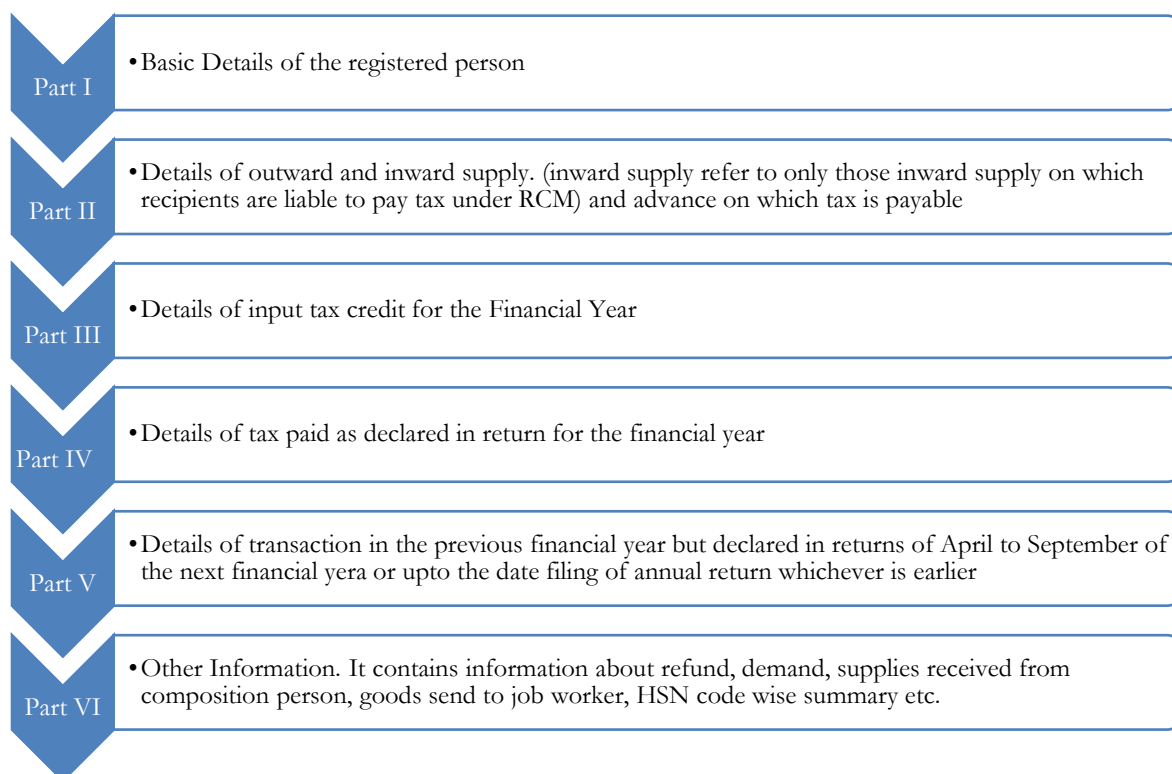 Part I
•Basic Details of the registered person
Part II
•Details of outward and inward supply. (inward supply refer to only those inward supply on which
recipients are liable to pay tax under RCM) and advance on which tax is payable
Part III
•Details of input tax credit for the Financial Year
Part IV
•Details of tax paid as declared in return for the financial year
Part V
•Details of transaction in the previous financial year but declared in returns of April to September of
the next financial yera or upto the date filing of annual return whichever is earlier
Part VI
•Other Information. It contains information about refund, demand, supplies received from
composition person, goods send to job worker, HSN code wise summary etc.